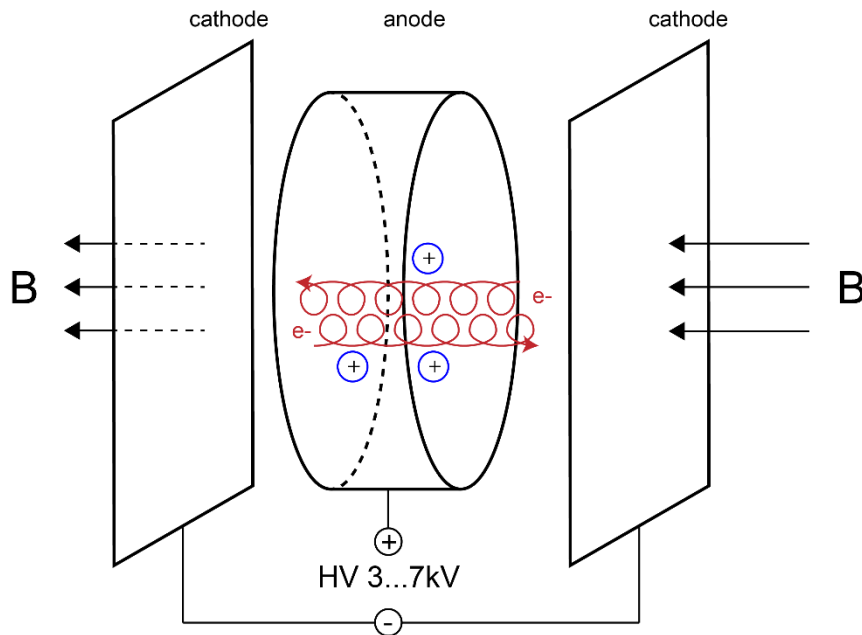 cathode
anode
cathode
B
B
+
e-
e-
+
+
+
HV 3...7kV
-